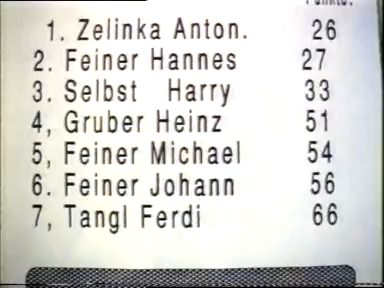 Punkte.
1. Zelinka Anton. 26
2. Feiner Hannes 27
3. Selbst Harry 33
4, Gruber Heinz 51
5, Feiner Michael 54
6. Feiner Johann 56
7, Tangl Ferdi 66